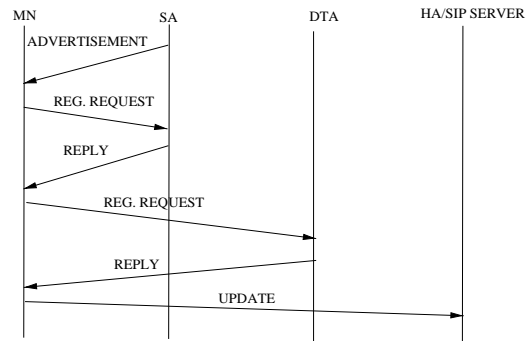 MN
SA
DTA
HA/SIP SERVER
ADVERTISEMENT
REG. REQUEST
REPLY
REG. REQUEST
REPLY
UPDATE